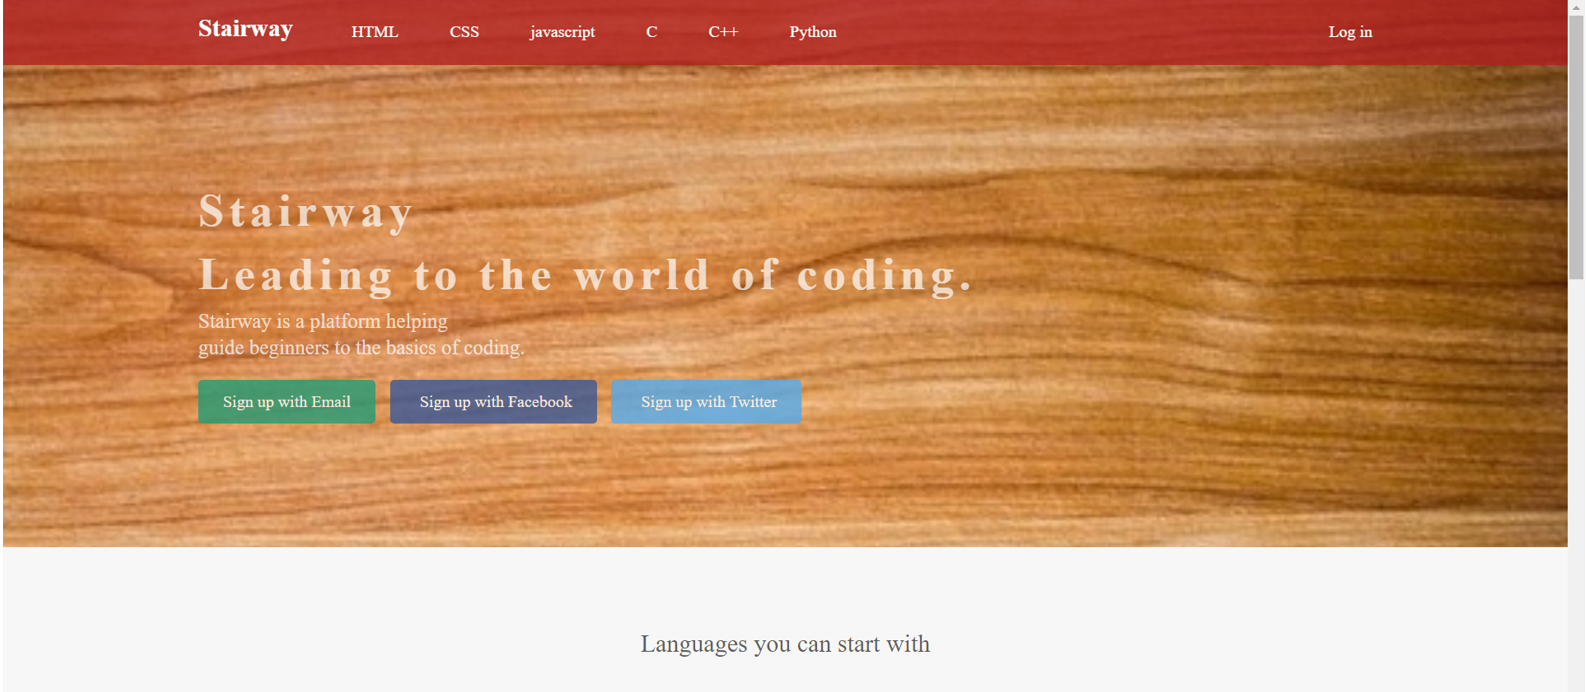 Stairway HTML CSS javascript C C++ Python Log in
Stairway
Leading to the world of coding.
Stairway is a platform helping
guide beginners to the basics of coding.
Sign up with Email Sign up with Facebook Sign up with Twitter
Languages you can start with